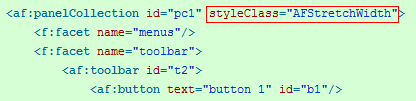 <af:panelCollection id="pc1" styleClass="AFStretchWidth">
<f:facet name="menus"/>
<f:facet name="toolbar">
<af:toolbar id="t2">
<af:button text="button 1" id="b1"/>